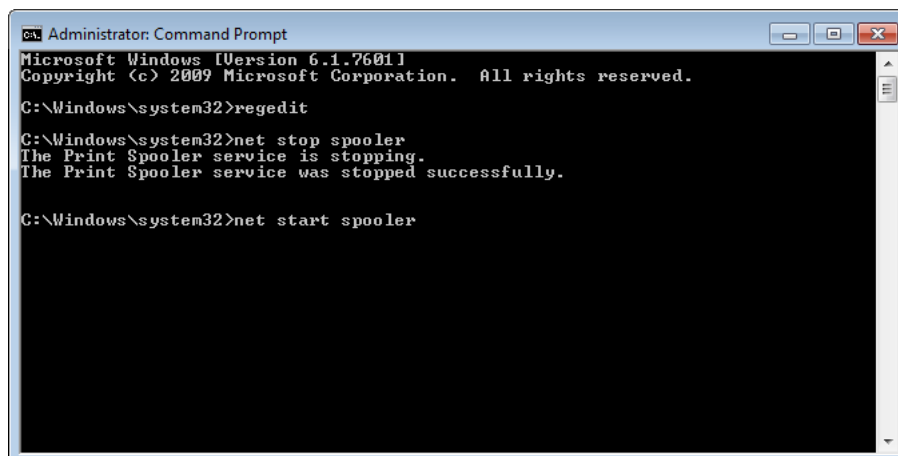 Administrator: Command Prompt
Microsoft Windows [Version 6.1.7601]
Copyright (c) 2009 Microsoft Corporation.  All rights reserved.
C:\Windows\system32>regedit
C:\Windows\system32>net stop spooler
The Print Spooler service is stopping.
The Print Spooler service was stopped successfully.
C:\Windows\system32>net start spooler